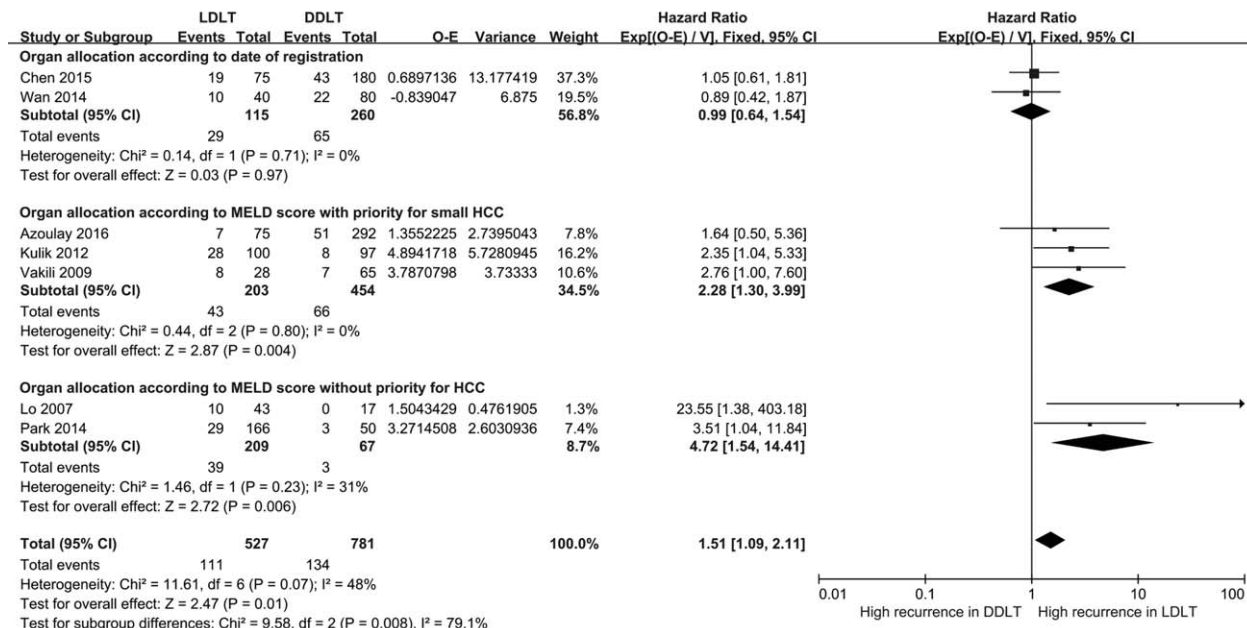 LDLT DDLT Hazard Ratio Hazard Ratio
Study or Subgroup Events Total Events Total O-E Variance Weight Exp[(O-E) / V], Fixed, 95% CI Exp[(O-E) / V], Fixed, 95% CI
Organ allocation according to date of registration
Chen 2015 19 75 43 180 0.6897136 13.177419 37.3% 1.05 [0.61, 1.81]
Wan 2014 10 40 22 80 -0.839047 6.875 19.5% 0.89 [0.42, 1.87]
Subtotal (95% CI) 115 260 56.8% 0.99 [0.64, 1.54]
Total events 29 65
Heterogeneity: Chi² = 0.14, df = 1 (P = 0.71); I² = 0%
Test for overall effect: Z = 0.03 (P = 0.97)
Organ allocation according to MELD score with priority for small HCC
Azoulay 2016 7 75 51 292 1.3552225 2.7395043 7.8% 1.64 [0.50, 5.36]
Kulik 2012 28 100 8 97 4.8941718 5.7280945 16.2% 2.35 [1.04, 5.33]
Vakili 2009 8 28 7 65 3.7870798 3.73333 10.6% 2.76 [1.00, 7.60]
Subtotal (95% CI) 203 454 34.5% 2.28 [1.30, 3.99]
Total events 43 66
Heterogeneity: Chi² = 0.44, df = 2 (P = 0.80); I² = 0%
Test for overall effect: Z = 2.87 (P = 0.004)
Organ allocation according to MELD score without priority for HCC
Lo 2007 10 43 0 17 1.5043429 0.4761905 1.3% 23.55 [1.38, 403.18]
Park 2014 29 166 3 50 3.2714508 2.6030936 7.4% 3.51 [1.04, 11.84]
Subtotal (95% CI) 209 67 8.7% 4.72 [1.54, 14.41]
Total events 39 3
Heterogeneity: Chi² = 1.46, df = 1 (P = 0.23); I² = 31%
Test for overall effect: Z = 2.72 (P = 0.006)
Total (95% CI) 527 781 100.0% 1.51 [1.09, 2.11]
Total events 111 134
Heterogeneity: Chi² = 11.61, df = 6 (P = 0.07); I² = 48%
Test for overall effect: Z = 2.47 (P = 0.01)
Test for subgroup differences: Chi² = 9.58, df = 2 (P = 0.008), I² = 79.1%
0.01 0.1 1 10 100
High recurrence in DDLT High recurrence in LDLT